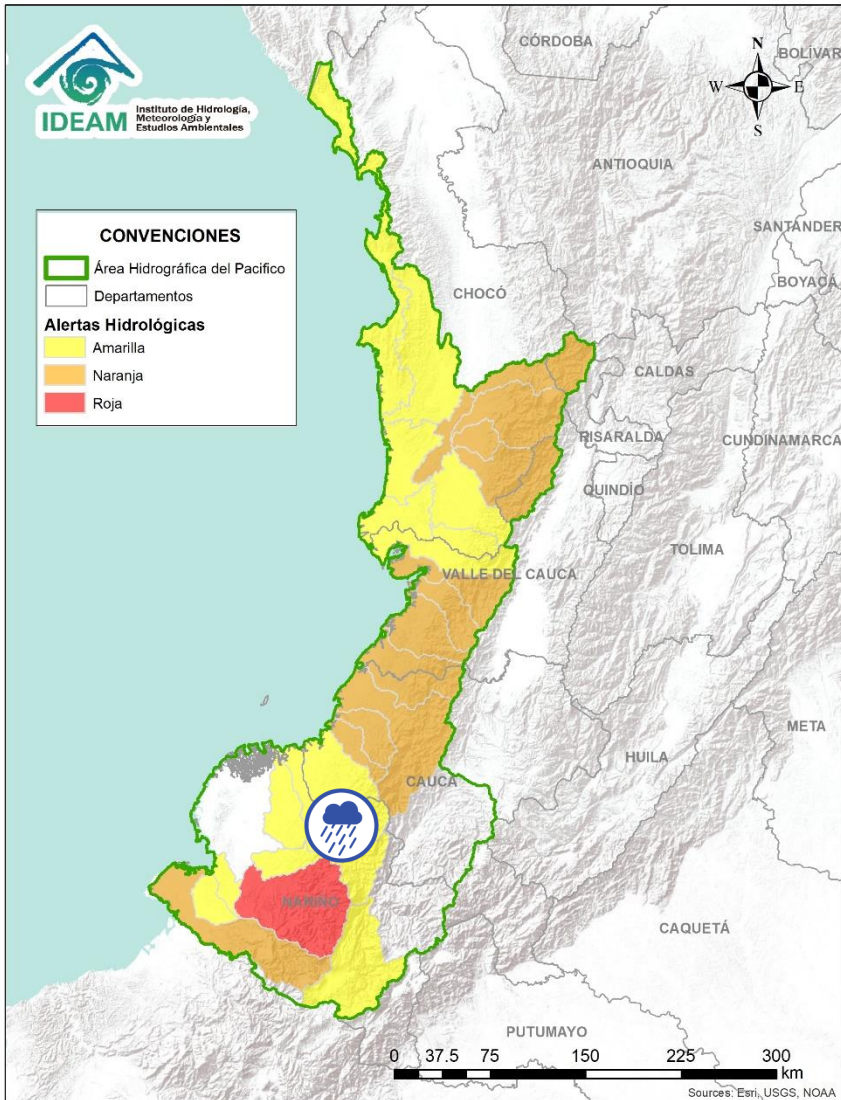 IDEAM
Instituto de Hidrología,
Meteorología y
Estudios Ambientales
N
W
E
S
CÓRDOBA
BOLÍVAR
ANTIOQUIA
SANTANDER
BOYACÁ
CONVENCIONES
Área Hidrográfica del Pacifico
Departamentos
Alertas Hidrológicas
Amarilla
Naranja
Roja
CHOCÓ
CALDAS
RISARALDA
CUNDINAMARCA
QUINDÍO
TOLIMA
VALLE DEL CAUCA
META
HUILA
CAUCA
NARIÑO
CAQUETÁ
PUTUMAYO
0 37.5 75 150 225 300
km
Sources: Esri, USGS, NOAA